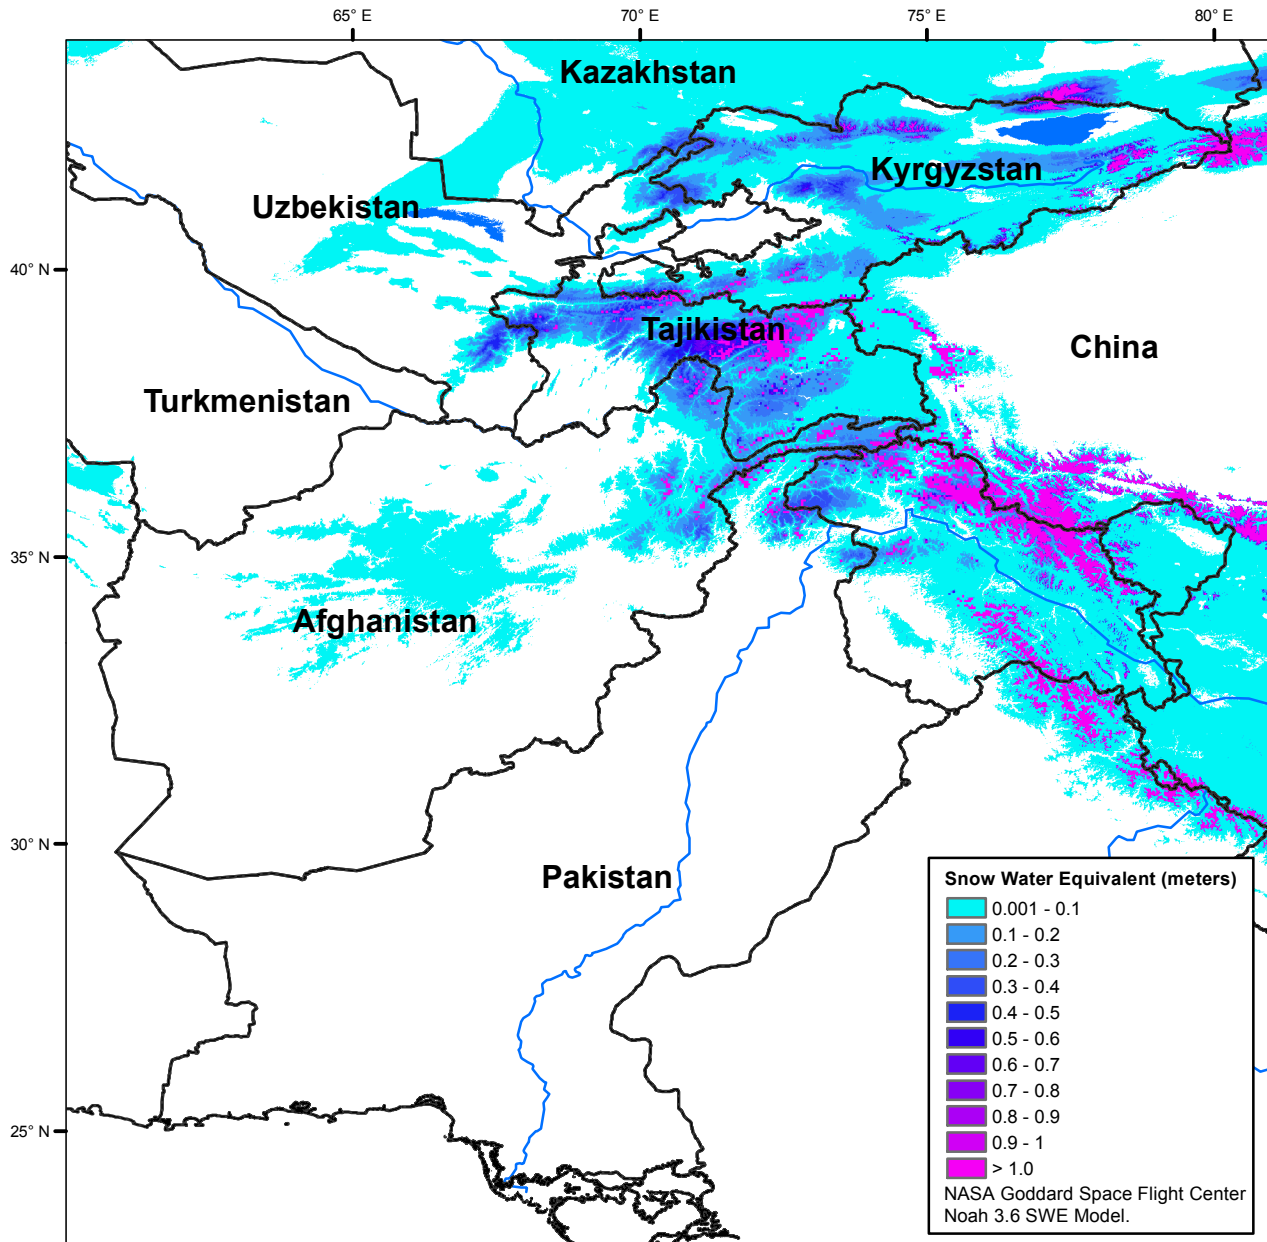 65° E
70° E
75° E
80° E
Kazakhstan
Kyrgyzstan
Uzbekistan
40° N
Tajikistan
China
Turkmenistan
35° N
Afghanistan
30° N
Pakistan
25° N
Snow Water Equivalent (meters)
0.001 - 0.1
0.1 - 0.2
0.2 - 0.3
0.3 - 0.4
0.4 - 0.5
0.5 - 0.6
0.6 - 0.7
0.7 - 0.8
0.8 - 0.9
0.9 - 1
> 1.0
NASA Goddard Space Flight Center
Noah 3.6 SWE Model.